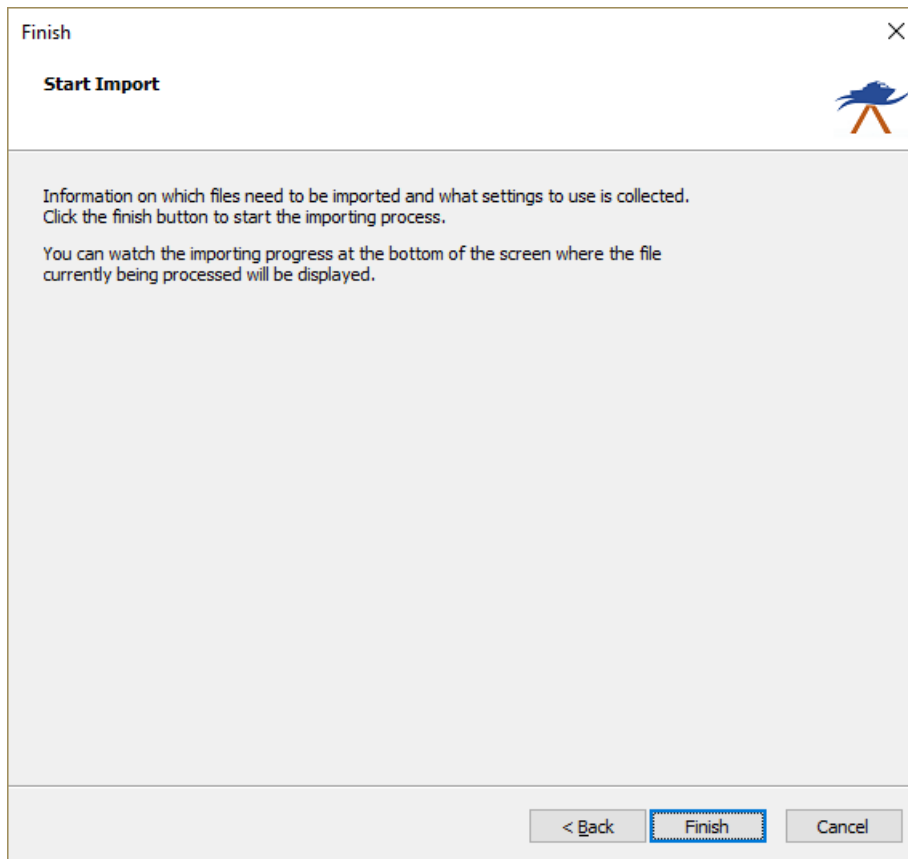 Finish
Start Import
Information on which files need to be imported and what settings to use is collected.
Click the finish button to start the importing process.
You can watch the importing progress at the bottom of the screen where the file
currently being processed will be displayed.
< Back
Finish
Cancel